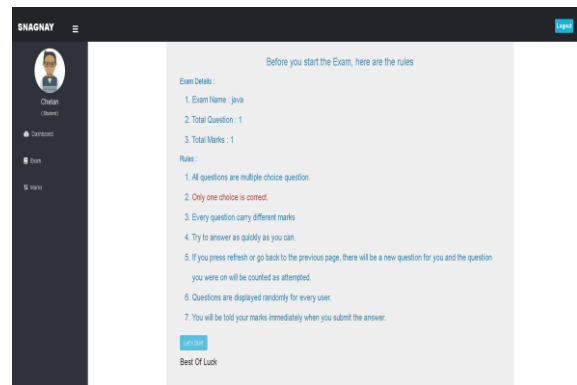 SNAGNAY
Logout
Chetan
(Student)
Dashboard
Exam
Marks
Before you start the Exam, here are the rules
Exam Details :
1. Exam Name : java
2. Total Question : 1
3. Total Marks : 1
Rules :
1. All questions are multiple choice question.
2. Only one choice is correct.
3. Every question carry different marks
4. Try to answer as quickly as you can.
5. If you press refresh or go back to the previous page, there will be a new question for you and the question
you were on will be counted as attempted.
6. Questions are displayed randomly for every user.
7. You will be told your marks immediately when you submit the answer.
Let's Start
Best Of Luck